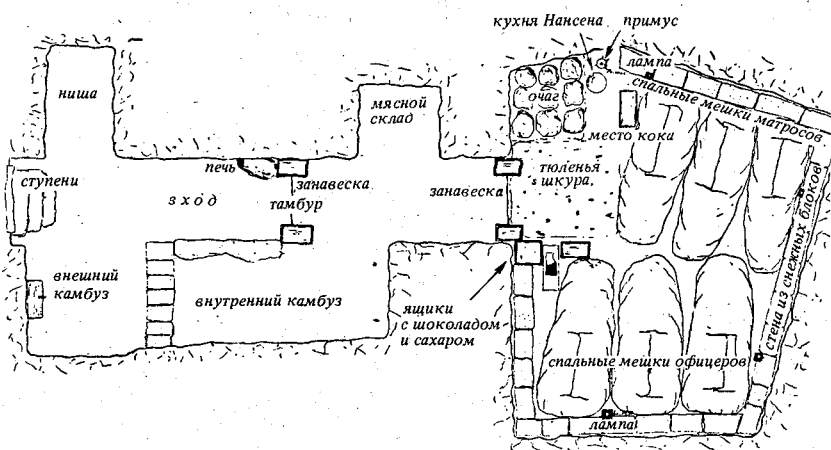 кухня Нансена
примус
лампа
ниша
очаг
спальные мешки матросов
мясной
склад
место кока
печь
тюленья
шкура,
ступени
занавеска
занавеска
зход
тамбур
стена из снежных блоков
внешний
камбуз
внутренний камбуз
ящики
с шоколадом
и сахаром
спальные мешки офицеров
лампа